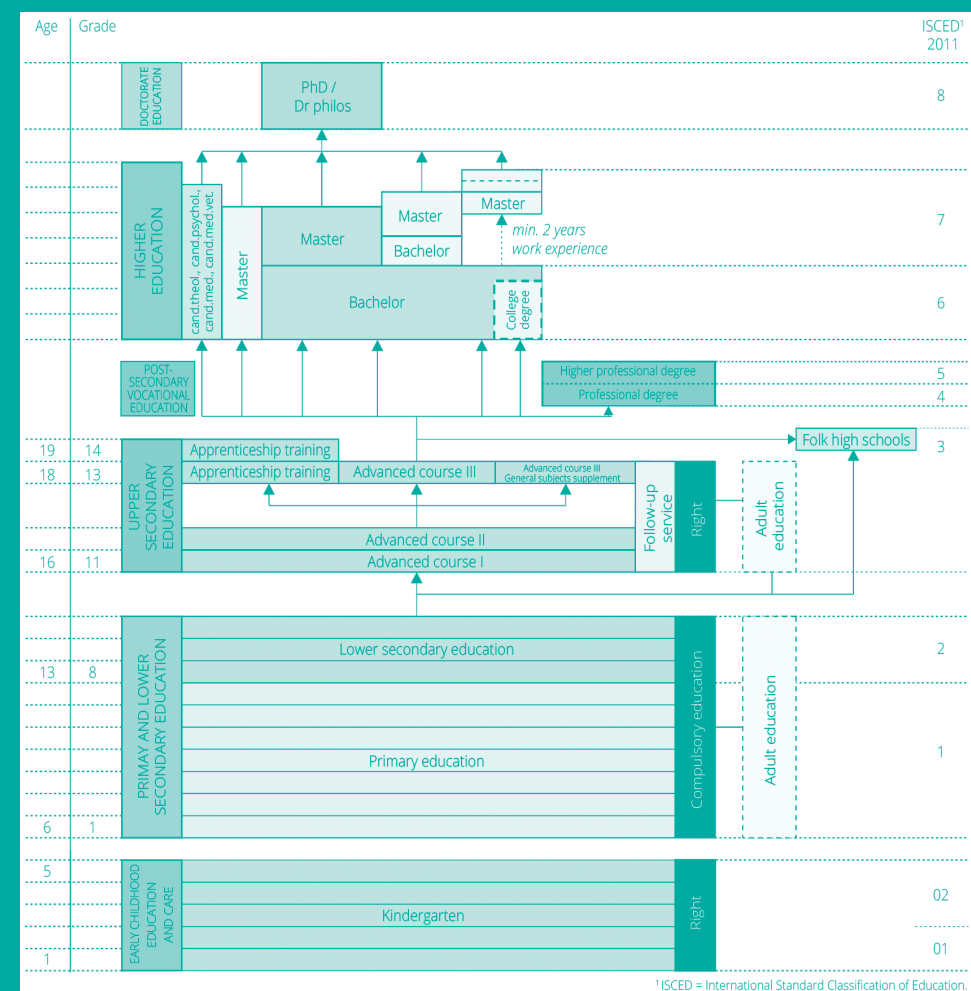 Age
Grade
ISCED¹
2011
DOCTORATE
EDUCATION
PhD /
Dr philos
8
HIGHER
EDUCATION
cand.theol., cand.psychol.,
cand.med., cand.med.vet.
Master
Master
Master
Bachelor
Master
min. 2 years
work experience
7
Bachelor
College
degree
6
POST-
SECONDARY
VOCATIONAL
EDUCATION
Higher professional degree
5
Professional degree
4
Folk high schools
3
19
14
Apprenticeship training
18
13
Apprenticeship training
Advanced course III
Advanced course III
General subjects supplement
UPPER
SECONDARY
EDUCATION
Follow-up
service
Right
Adult
education
Advanced course II
16
11
Advanced course I
PRIMAY AND LOWER
SECONDARY EDUCATION
Lower secondary education
2
13
8
Compulsory education
Adult education
Primary education
1
6
1
5
EARLY CHILDHOOD
EDUCATION
AND CARE
Kindergarten
Right
02
01
1
¹ ISCED = International Standard Classification of Education.